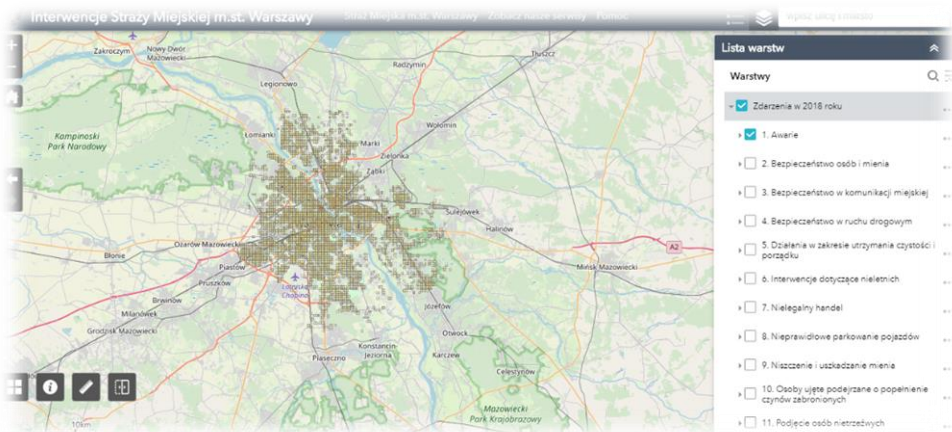 Interwencje Straży Miejskiej m.st. Warszawy
Straż Miejska m.st. Warszawy Zobacz nasze serwisy Pomoc
Lista warstw
Warstwy
Zdarzenia w 2018 roku
1. Awarie
2. Bezpieczeństwo osób i mienia
3. Bezpieczeństwo w komunikacji miejskiej
4. Bezpieczeństwo w ruchu drogowym
5. Działania w zakresie utrzymania czystości i
porządku
6. Interwencje dotyczące nieletnich
7. Nielegalny handel
8. Nieprawidłowe parkowanie pojazdów
9. Niszczenie i uszkadzanie mienia
10. Osoby ujęte podejrzane o popełnienie
czynów zabronionych
11. Podjęcie osób nietrzeźwych
Zakroczym
Nowy Dwór
Mazowiecki
Tłuszcz
Radzymin
Legionowo
Wołomin
Kampinoski
Park Narodowy
Łomianki
Marki
Zielonka
Ząbki
Sulejówek
Halinów
Ożarów Mazowiecki
A2
Błonie
Piastów
Mińsk Mazowiecki
Pruszków
Brwinów
Milanówek
Józefów
Grodzisk Mazowiecki
Otwock
Konstancin-
Jeziorna
Piaseczno
Karczew
Celestynów
Mazowiecki
Park Krajobrazowy
10km